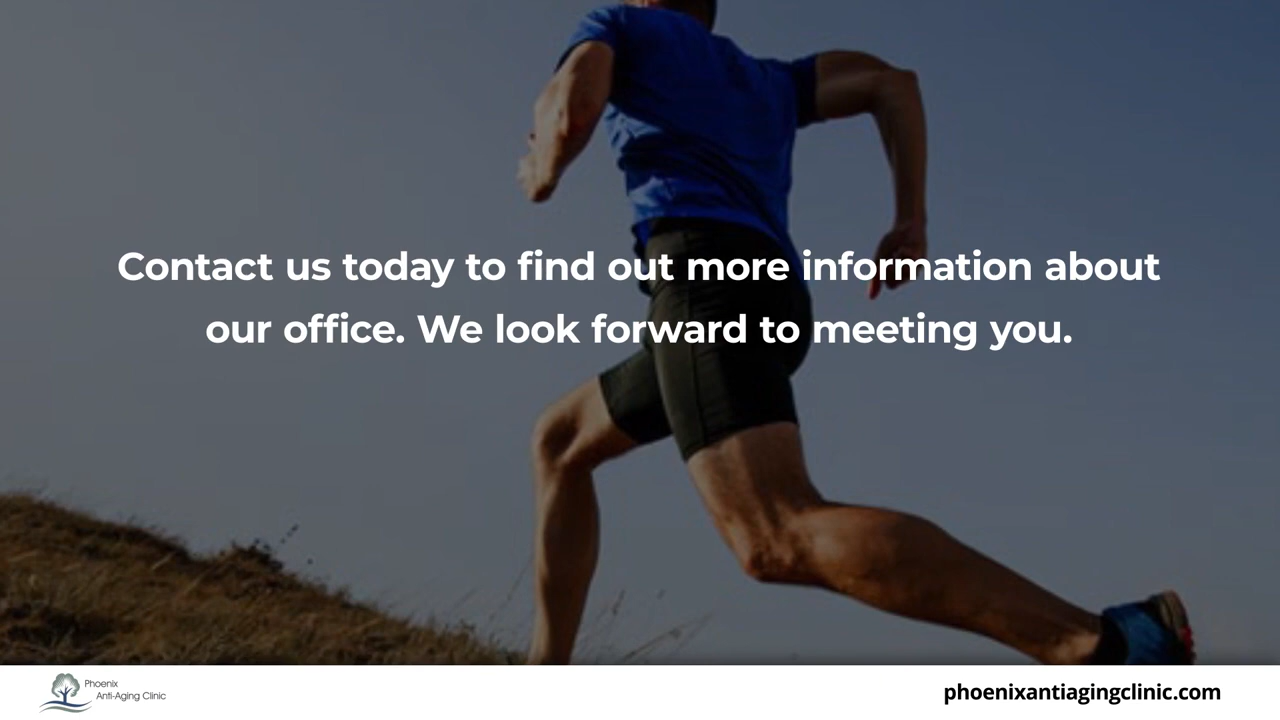 Contact us today to find out more information about
our office. We look forward to meeting you.
Phoenix
Anti-Aging Clinic
phoenixantiagingclinic.com